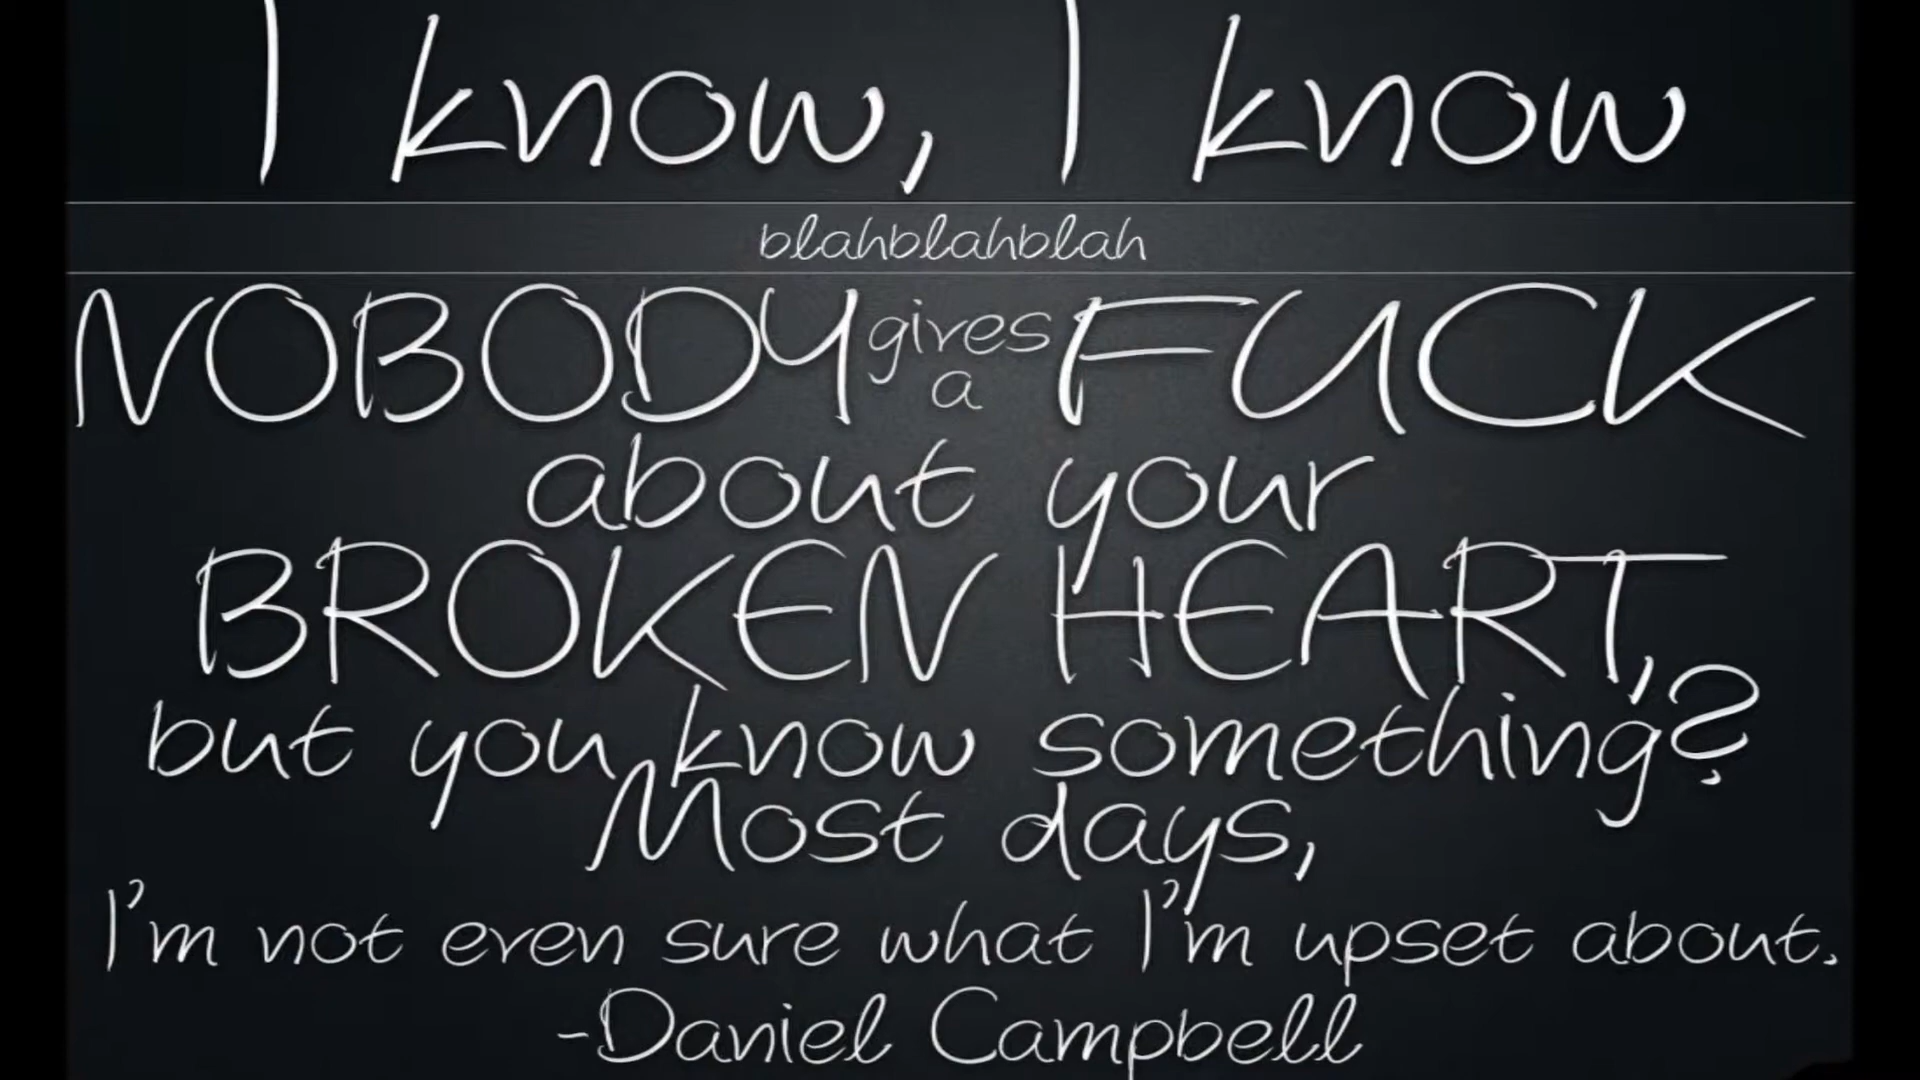 I know, I know
blahblahblah
NOBODY gives a FUCK
about your
BROKEN HEART,
but you know something?
Most days,
I'm not even sure what I'm upset about.
-Daniel Campbell